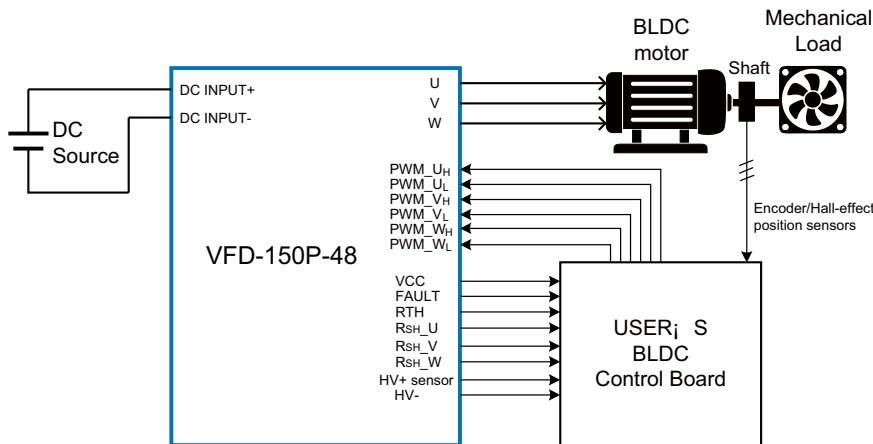 BLDC
motor
Mechanical
Load
Shaft
DC INPUT+
DC INPUT-
U
V
W
DC
Source
PWM_UH
PWM_UL
PWM_VH
PWM_VL
PWM_WH
PWM_WL
Encoder/Hall-effect
position sensors
VFD-150P-48
VCC
FAULT
RTH
RSH_U
RSH_V
RSH_W
HV+ sensor
HV-
USER¡ S
BLDC
Control Board